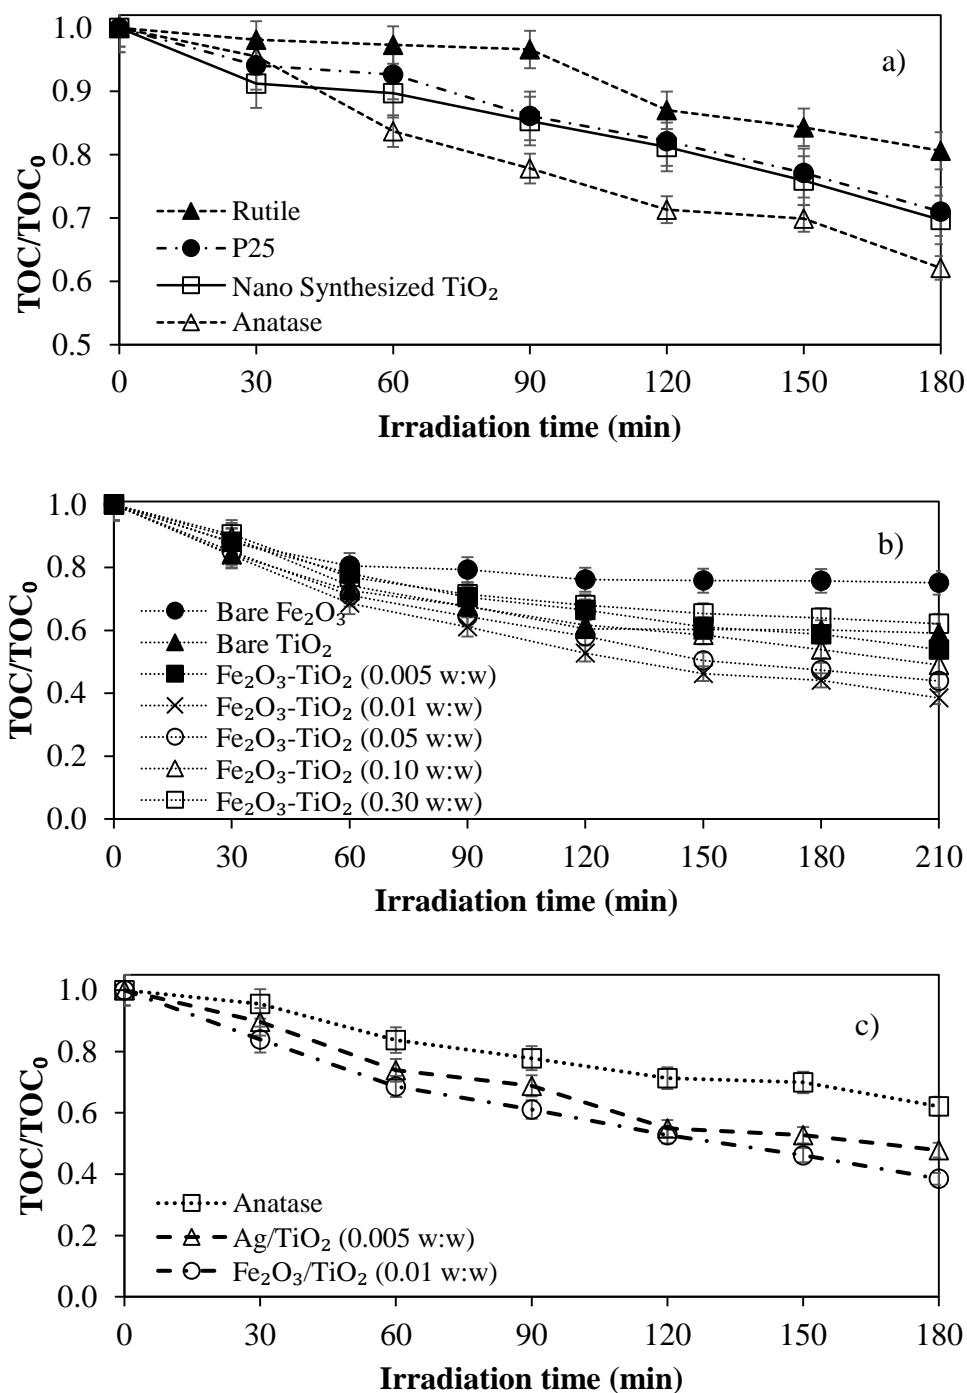 1.0
0.9
0.8
0.7
0.6
0.5
TOC/TOC₀
a)
Rutile
P25
Nano Synthesized TiO₂
Anatase
0 30 60 90 120 150 180
Irradiation time (min)
1.0
0.8
0.6
0.4
0.2
0.0
TOC/TOC₀
b)
Bare Fe₂O₃
Bare TiO₂
Fe₂O₃-TiO₂ (0.005 w:w)
Fe₂O₃-TiO₂ (0.01 w:w)
Fe₂O₃-TiO₂ (0.05 w:w)
Fe₂O₃-TiO₂ (0.10 w:w)
Fe₂O₃-TiO₂ (0.30 w:w)
0 30 60 90 120 150 180 210
Irradiation time (min)
1.0
0.8
0.6
0.4
0.2
0.0
TOC/TOC₀
c)
Anatase
Ag/TiO₂ (0.005 w:w)
Fe₂O₃/TiO₂ (0.01 w:w)
0 30 60 90 120 150 180
Irradiation time (min)